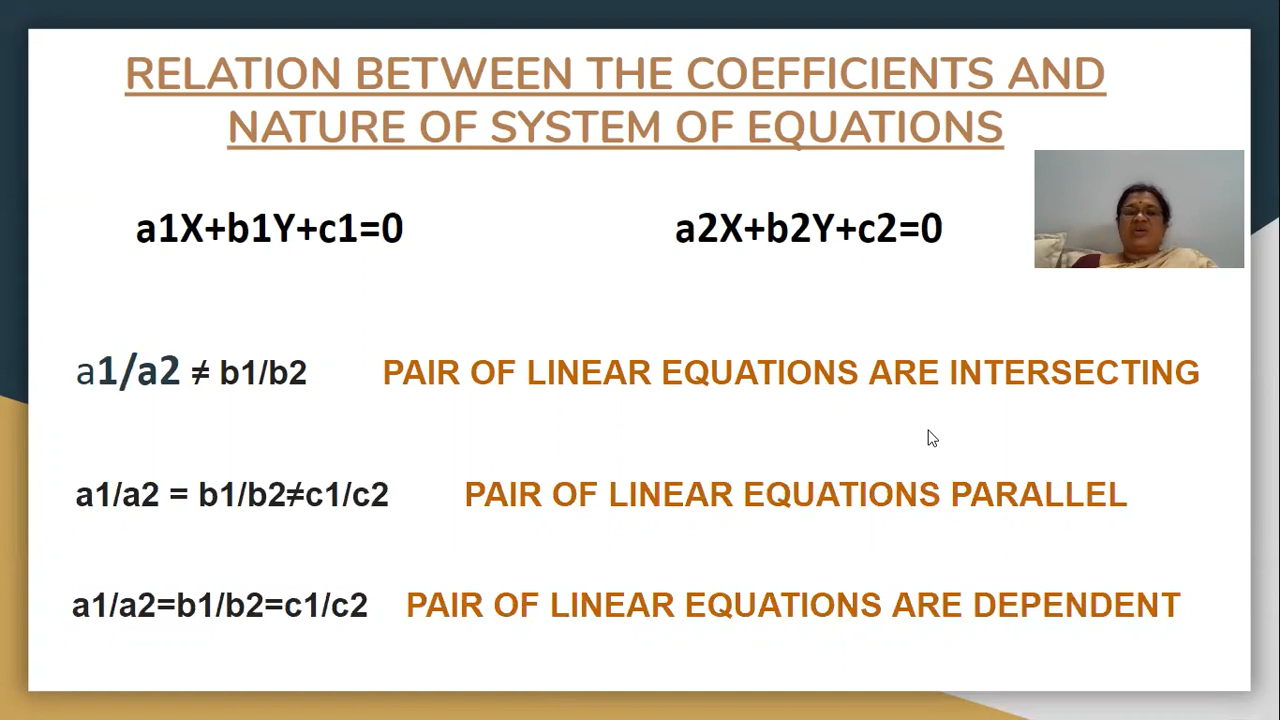 RELATION BETWEEN THE COEFFICIENTS AND
NATURE OF SYSTEM OF EQUATIONS
a1X+b1Y+c1=0 a2X+b2Y+c2=0
a1/a2 ≠ b1/b2 PAIR OF LINEAR EQUATIONS ARE INTERSECTING
a1/a2 = b1/b2≠c1/c2 PAIR OF LINEAR EQUATIONS PARALLEL
a1/a2=b1/b2=c1/c2 PAIR OF LINEAR EQUATIONS ARE DEPENDENT